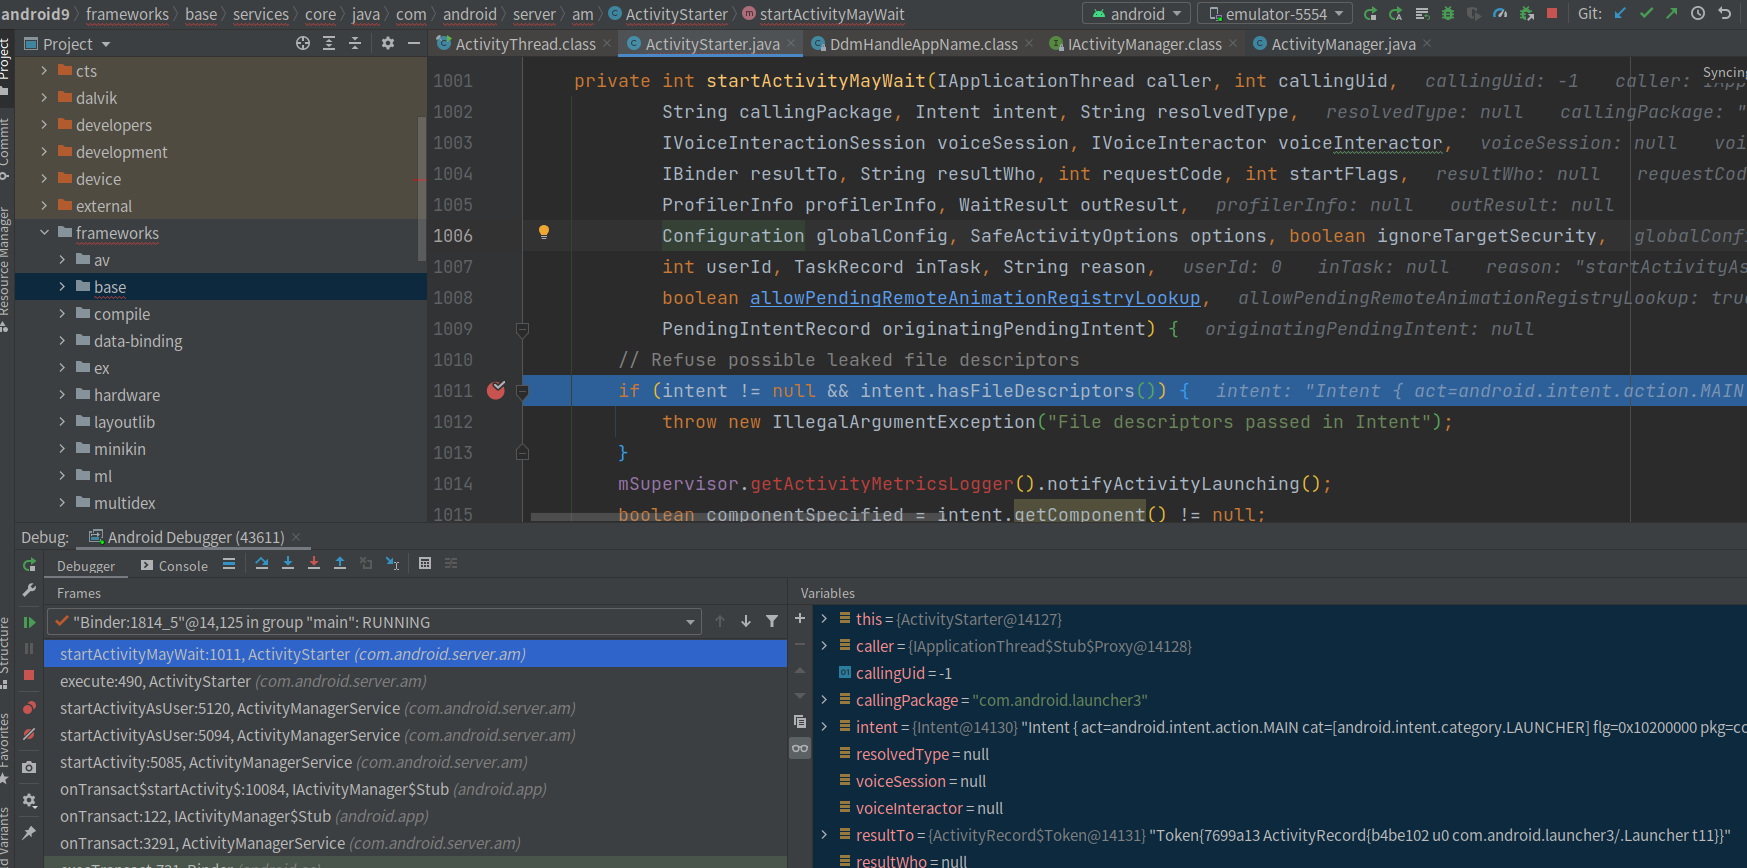 android9 frameworks base services core java com android server am ActivityStarter startActivityMayWait android emulator-5554 Git:
Project ActivityThread.class ActivityStarter.java DdmHandleAppName.class IActivityManager.class ActivityManager.java
Project
Commit
Resource Manager
Structure
Favorites
cts
dalvik
developers
development
device
external
frameworks
av
base
compile
data-binding
ex
hardware
layoutlib
minikin
ml
multidex
Syncing
1001 private int startActivityMayWait(IApplicationThread caller, int callingUid, callingUid: -1 caller: IApp
1002 String callingPackage, Intent intent, String resolvedType, resolvedType: null callingPackage: "
1003 IVoiceInteractionSession voiceSession, IVoiceInteractor voiceInteractor, voiceSession: null voi
1004 IBinder resultTo, String resultWho, int requestCode, int startFlags, resultWho: null requestCod
1005 ProfilerInfo profilerInfo, WaitResult outResult, profilerInfo: null outResult: null
1006 Configuration globalConfig, SafeActivityOptions options, boolean ignoreTargetSecurity, globalConfi
1007 int userId, TaskRecord inTask, String reason, userId: 0 inTask: null reason: "startActivityAs
1008 boolean allowPendingRemoteAnimationRegistryLookup, allowPendingRemoteAnimationRegistryLookup: true
1009 PendingIntentRecord originatingPendingIntent) { originatingPendingIntent: null
1010 // Refuse possible leaked file descriptors
1011 if (intent != null && intent.hasFileDescriptors()) { intent: "Intent { act=android.intent.action.MAIN
1012 throw new IllegalArgumentException("File descriptors passed in Intent");
1013 }
1014 mSupervisor.getActivityMetricsLogger().notifyActivityLaunching();
1015 boolean componentSpecified = intent.getComponent() != null;
Debug: Android Debugger (43611)
Debugger Console
Frames
"Binder:1814_5"@14,125 in group "main": RUNNING
startActivityMayWait:1011, ActivityStarter (com.android.server.am)
execute:490, ActivityStarter (com.android.server.am)
startActivityAsUser:5120, ActivityManagerService (com.android.server.am)
startActivityAsUser:5094, ActivityManagerService (com.android.server.am)
startActivity:5085, ActivityManagerService (com.android.server.am)
onTransact$startActivity$:10084, IActivityManager$Stub (android.app)
onTransact:122, IActivityManager$Stub (android.app)
onTransact:3291, ActivityManagerService (com.android.server.am)
execTransact:731, Binder (android.os)
Variables
this = {ActivityStarter@14127}
caller = {IApplicationThread$Stub$Proxy@14128}
callingUid = -1
callingPackage = "com.android.launcher3"
intent = {Intent@14130} "Intent { act=android.intent.action.MAIN cat=[android.intent.category.LAUNCHER] flg=0x10200000 pkg=co
resolvedType = null
voiceSession = null
voiceInteractor = null
resultTo = {ActivityRecord$Token@14131} "Token{7699a13 ActivityRecord{b4be102 u0 com.android.launcher3/.Launcher t11}}"
resultWho = null